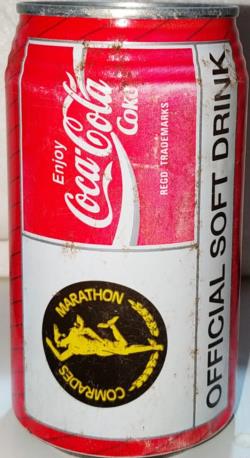 Enjoy
Coca-Cola
Coke
REGD TRADEMARKS
OFFICIAL SOFT DRINK
MARATHON
COMRADES